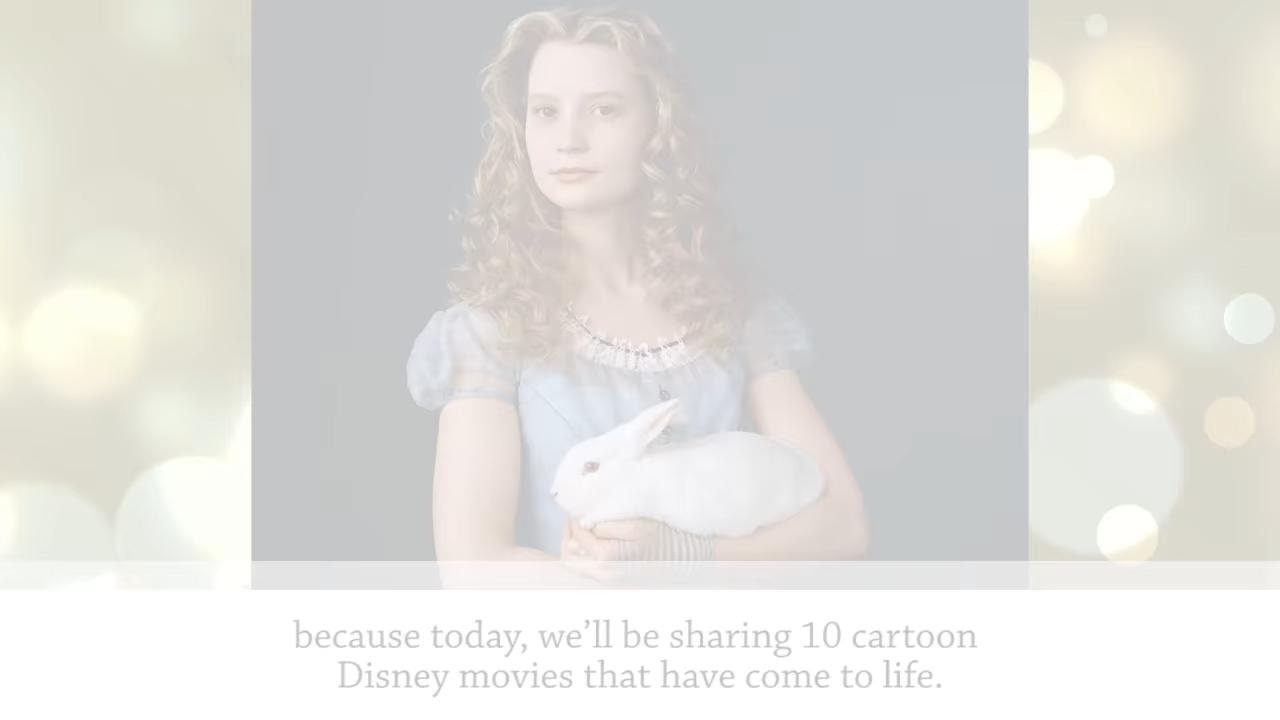 because today, we’ll be sharing 10 cartoon
Disney movies that have come to life.